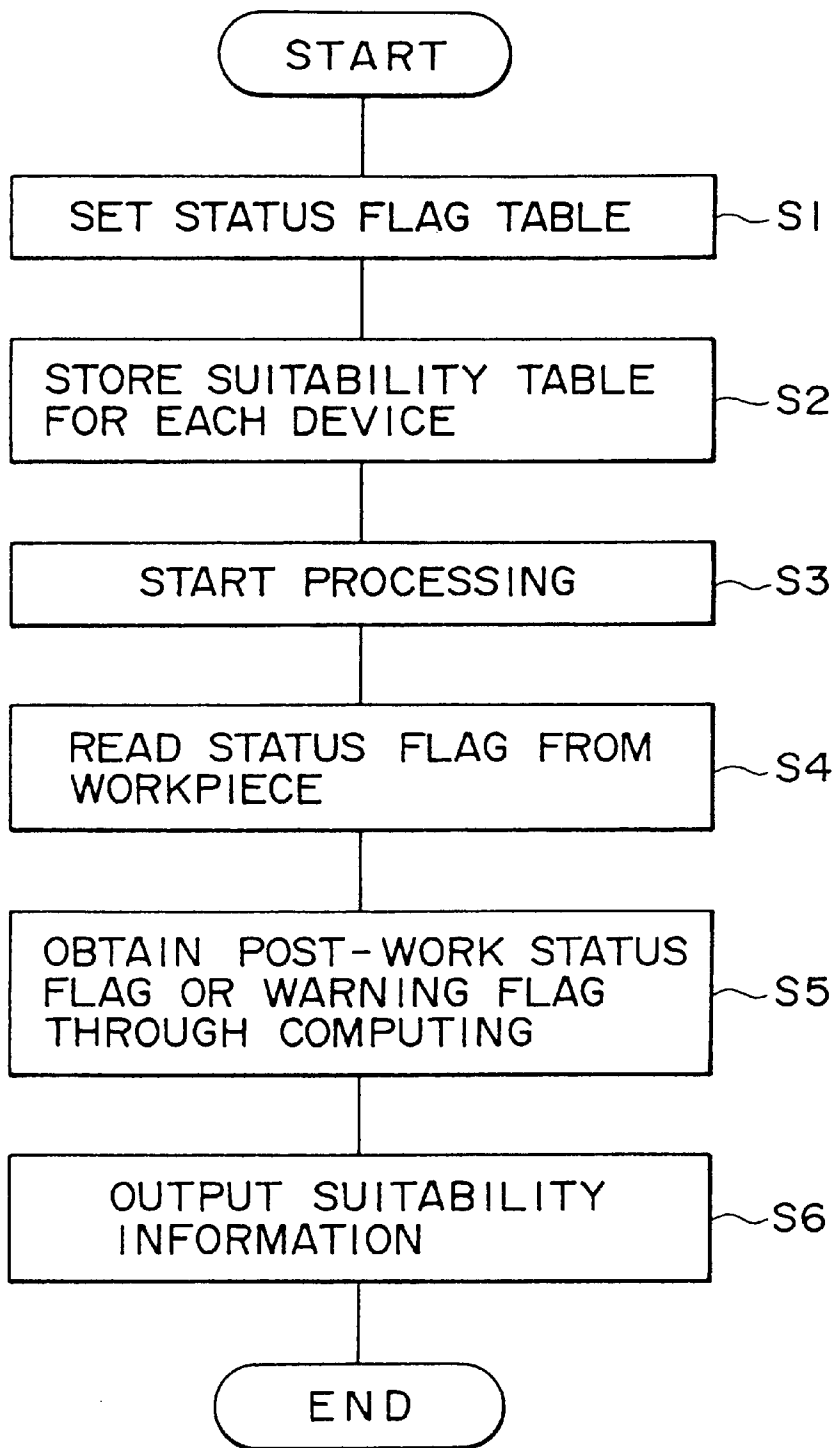 START
SET STATUS FLAG TABLE
S1
STORE SUITABILITY TABLE
FOR EACH DEVICE
S2
START PROCESSING
S3
READ STATUS FLAG FROM
WORKPIECE
S4
OBTAIN POST-WORK STATUS
FLAG OR WARNING FLAG
THROUGH COMPUTING
S5
OUTPUT SUITABILITY
INFORMATION
S6
END